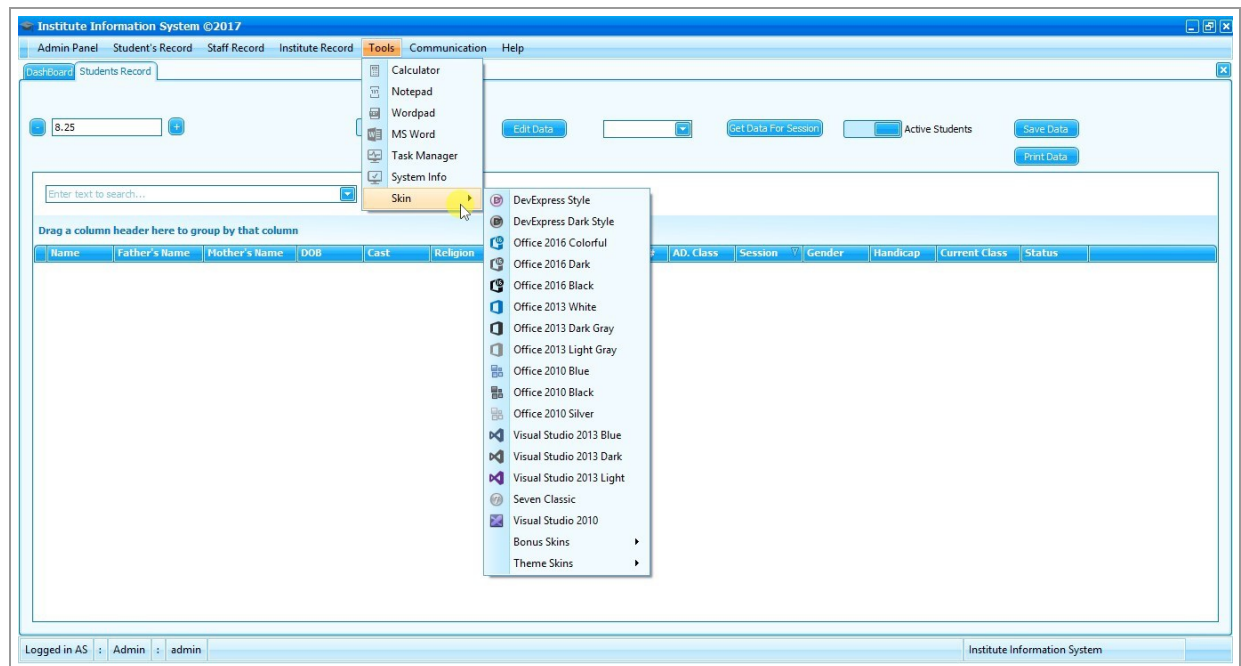 Institute Information System ©2017
Admin Panel Student's Record Staff Record Institute Record Tools Communication Help
DashBoard Students Record
Calculator
Notepad
Wordpad
MS Word
Task Manager
System Info
Skin
- 8.25 +
Edit Data
Get Data For Session
Active Students
Save Data
Print Data
Enter text to search...
DevExpress Style
DevExpress Dark Style
Office 2016 Colorful
Office 2016 Dark
Office 2016 Black
Office 2013 White
Office 2013 Dark Gray
Office 2013 Light Gray
Office 2010 Blue
Office 2010 Black
Office 2010 Silver
Visual Studio 2013 Blue
Visual Studio 2013 Dark
Visual Studio 2013 Light
Seven Classic
Visual Studio 2010
Bonus Skins
Theme Skins
Drag a column header here to group by that column
Name Father's Name Mother's Name DOB Cast Religion AD. Class Session Gender Handicap Current Class Status
Logged in AS : Admin : admin
Institute Information System